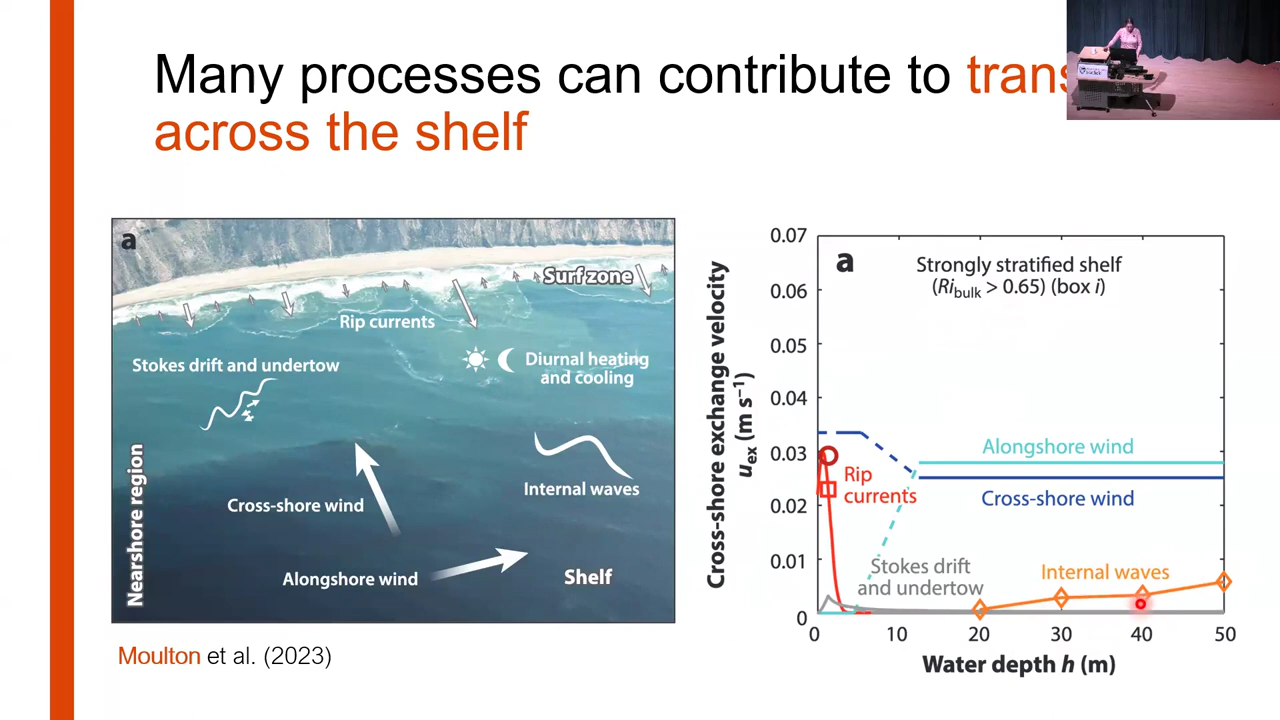 Many processes can contribute to
across the shelf
a
Surf zone
Rip currents
Stokes drift and undertow
Diurnal heating
and cooling
Nearshore region
Internal waves
Cross-shore wind
Alongshore wind
Shelf
Moulton et al. (2023)
a
Strongly stratified shelf
(Ri bulk > 0.65) (box i)
Cross-shore exchange velocity
uex (m s⁻¹)
0.07
0.06
0.05
0.04
0.03
0.02
0.01
0
Alongshore wind
Cross-shore wind
Rip
currents
Stokes drift
and undertow
Internal waves
0 10 20 30 40 50
Water depth h (m)